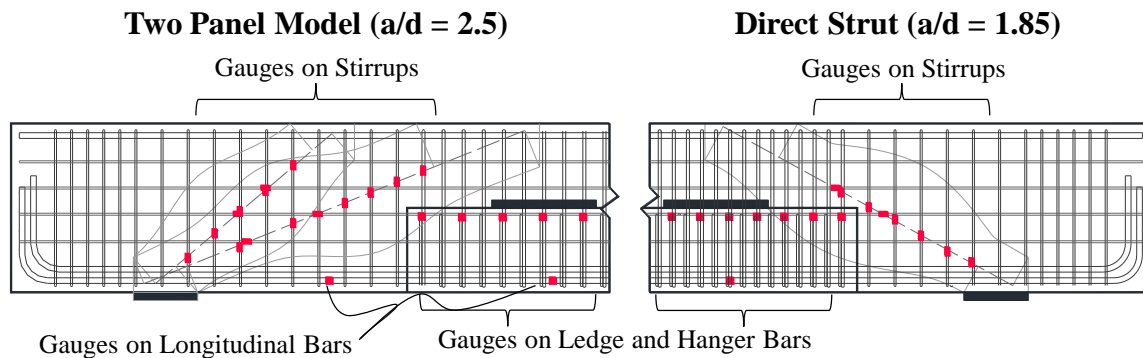 Two Panel Model (a/d = 2.5)
Direct Strut (a/d = 1.85)
Gauges on Stirrups
Gauges on Stirrups
Gauges on Longitudinal Bars
Gauges on Ledge and Hanger Bars